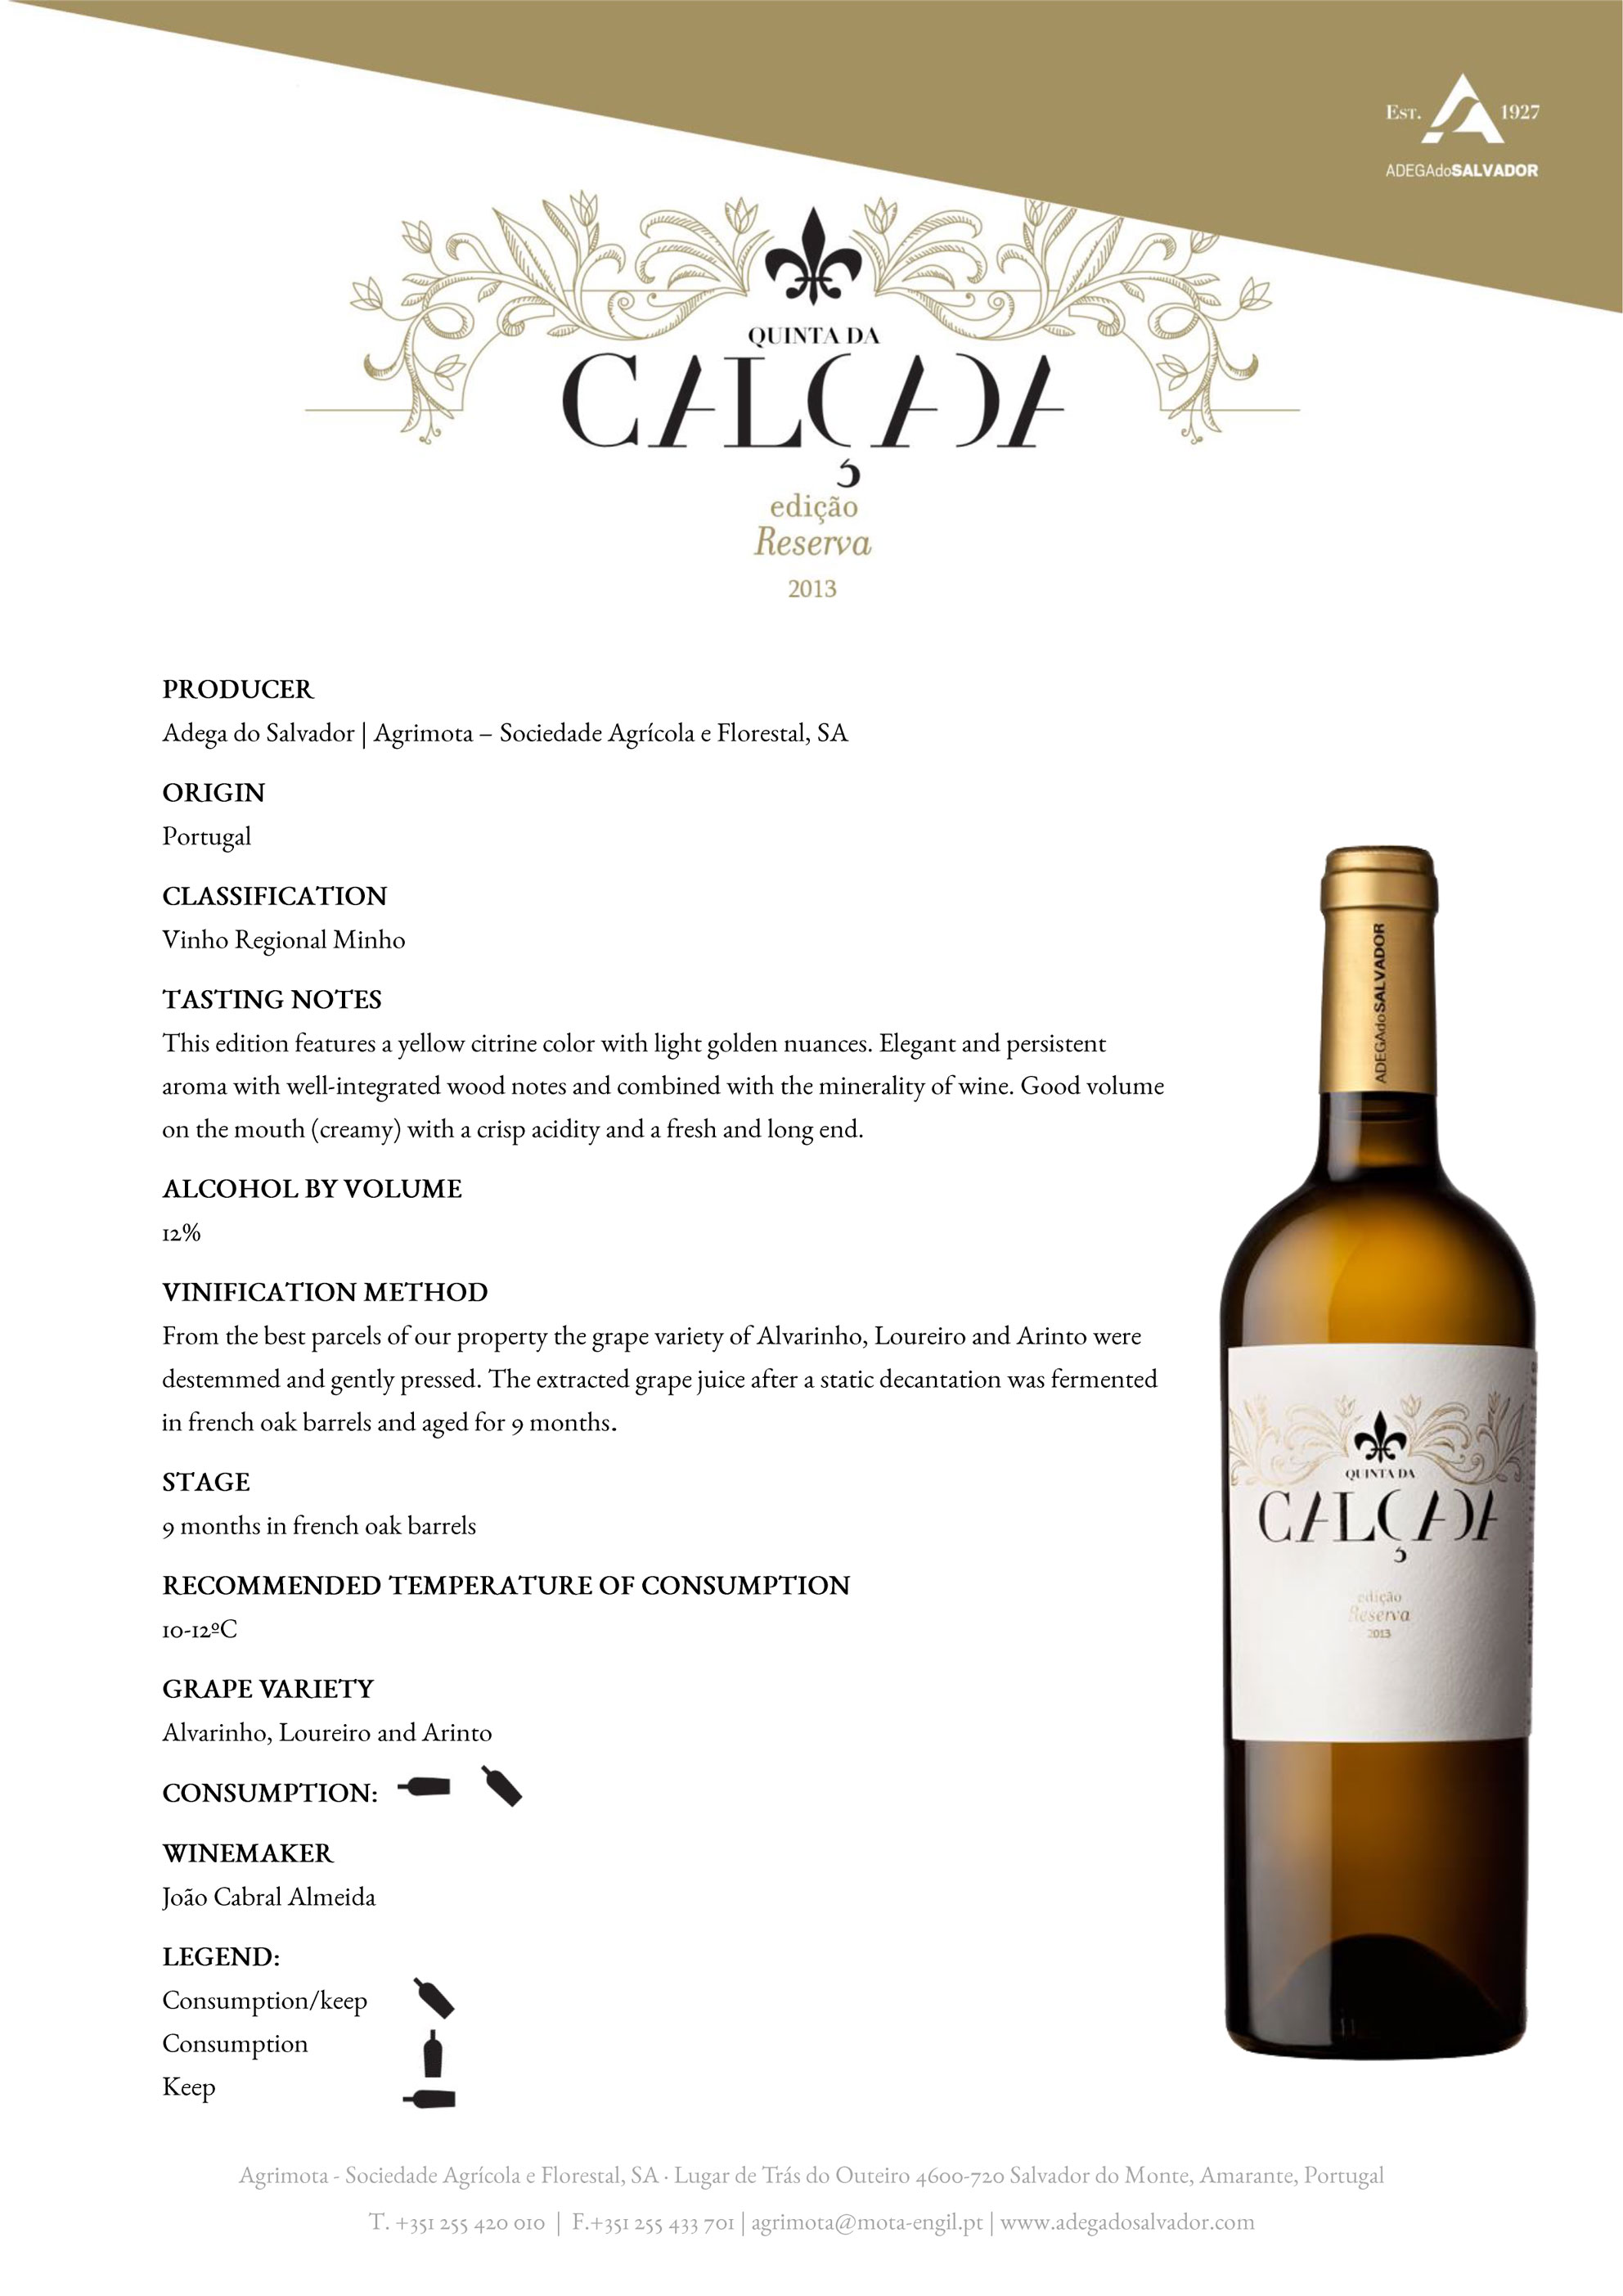 Est. 1927
ADEGAdoSALVADOR
QUINTA DA
CALÇADA
edição
Reserva
2013
PRODUCER
Adega do Salvador | Agrimota – Sociedade Agrícola e Florestal, SA
ORIGIN
Portugal
CLASSIFICATION
Vinho Regional Minho
TASTING NOTES
This edition features a yellow citrine color with light golden nuances. Elegant and persistent
aroma with well-integrated wood notes and combined with the minerality of wine. Good volume
on the mouth (creamy) with a crisp acidity and a fresh and long end.
ALCOHOL BY VOLUME
12%
VINIFICATION METHOD
From the best parcels of our property the grape variety of Alvarinho, Loureiro and Arinto were
destemmed and gently pressed. The extracted grape juice after a static decantation was fermented
in french oak barrels and aged for 9 months.
STAGE
9 months in french oak barrels
RECOMMENDED TEMPERATURE OF CONSUMPTION
10-12ºC
GRAPE VARIETY
Alvarinho, Loureiro and Arinto
CONSUMPTION:
WINEMAKER
João Cabral Almeida
LEGEND:
Consumption/keep
Consumption
Keep
ADEGAdoSALVADOR
QUINTA DA
CALÇADA
edição
Reserva
2013
Agrimota - Sociedade Agrícola e Florestal, SA · Lugar de Trás do Outeiro 4600-720 Salvador do Monte, Amarante, Portugal
T. +351 255 420 010 | F.+351 255 433 701 | agrimota@mota-engil.pt | www.adegadosalvador.com